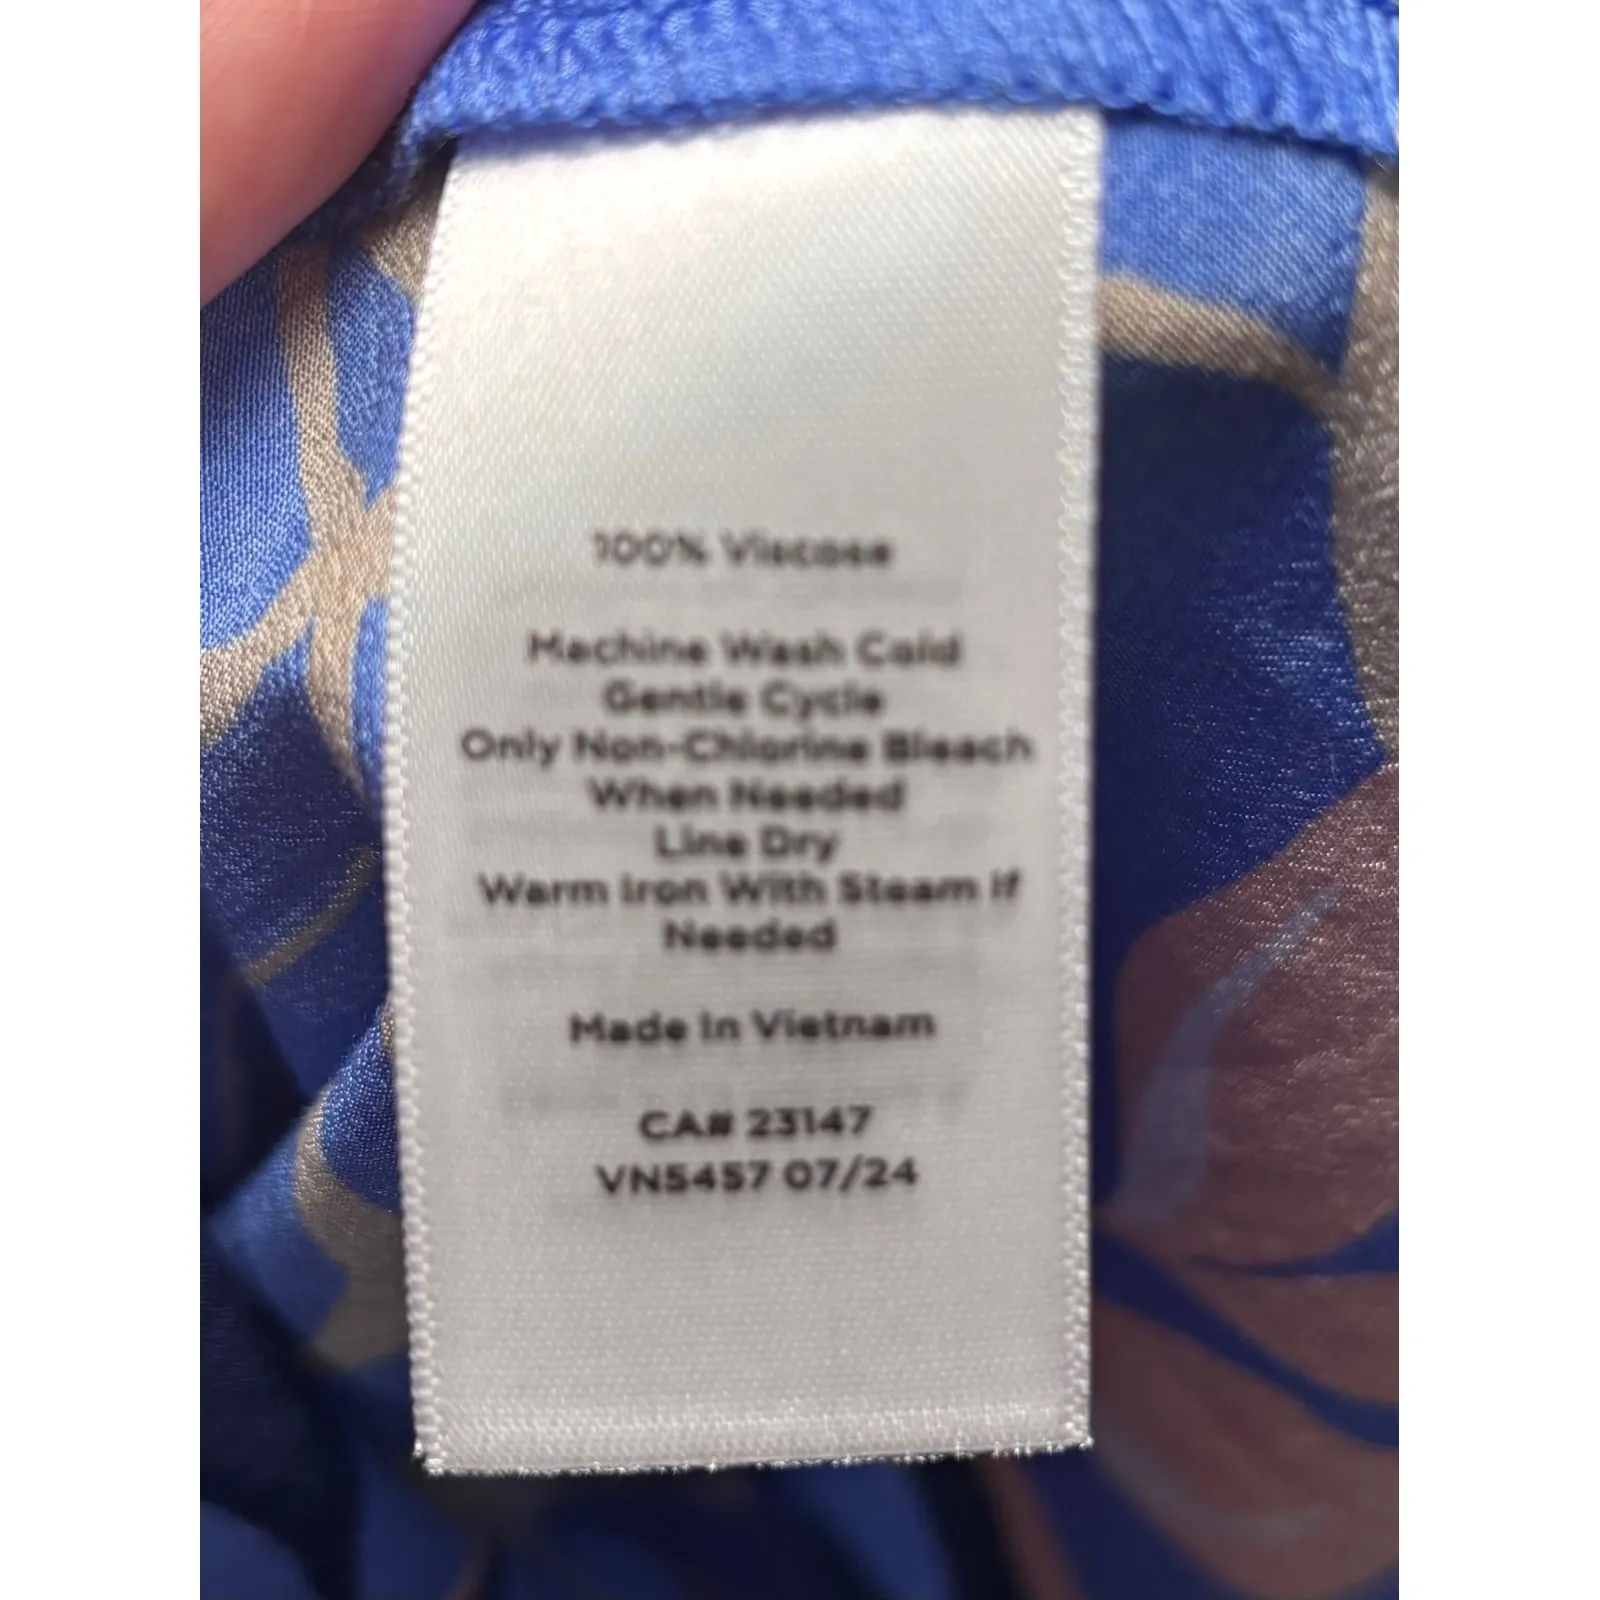 100% Viscose
Machine Wash Cold
Gentle Cycle
Only Non-Chlorine Bleach
When Needed
Line Dry
Warm Iron With Steam If
Needed
Made In Vietnam
CA# 23147
VN5457 07/24